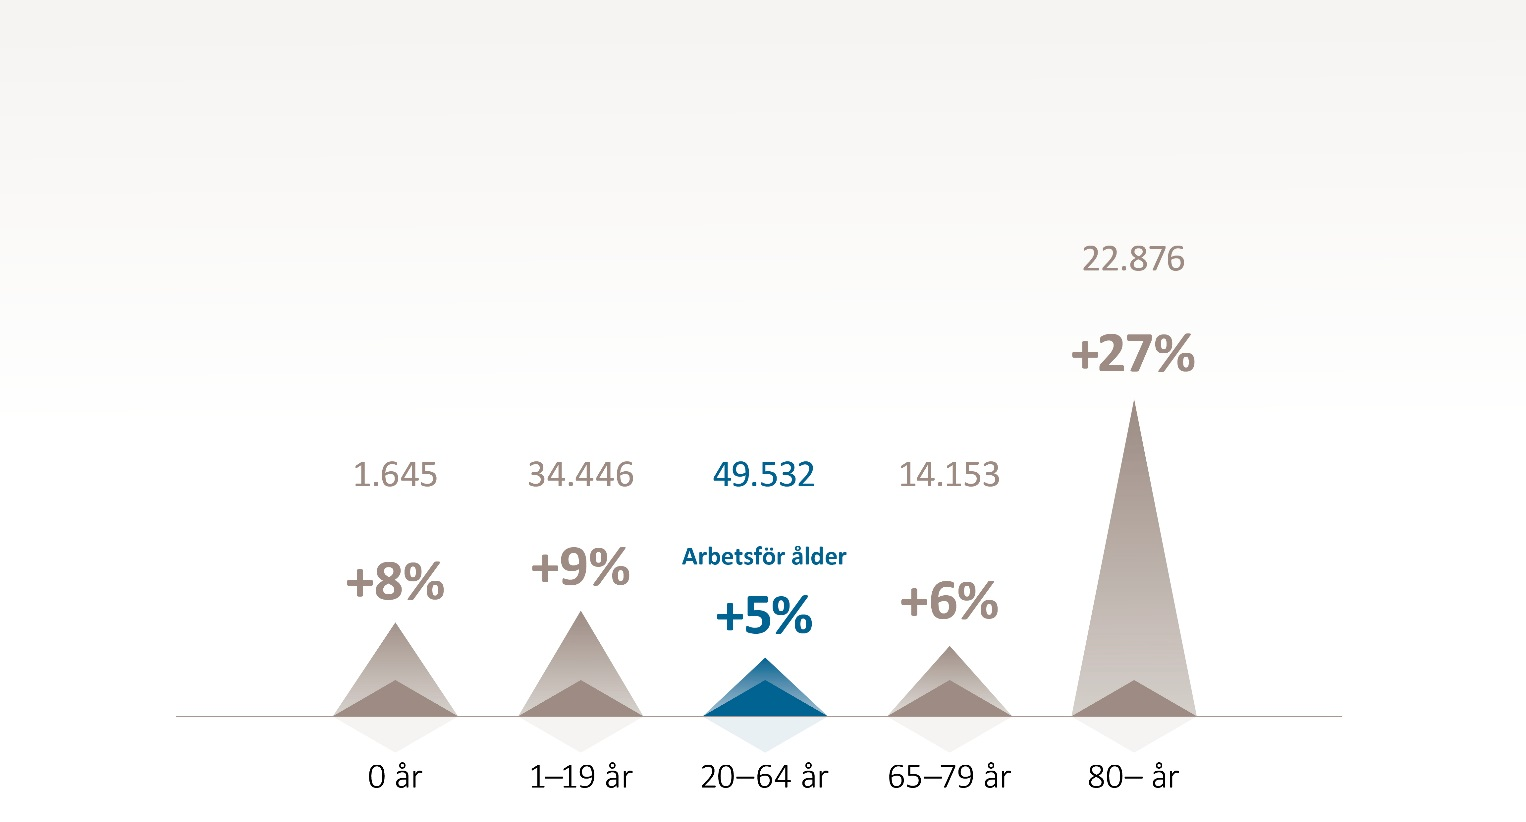 22.876
+27%
1.645
34.446
49.532
14.153
+8%
+9%
Arbetsför ålder
+5%
+6%
0 år
1–19 år
20–64 år
65–79 år
80– år